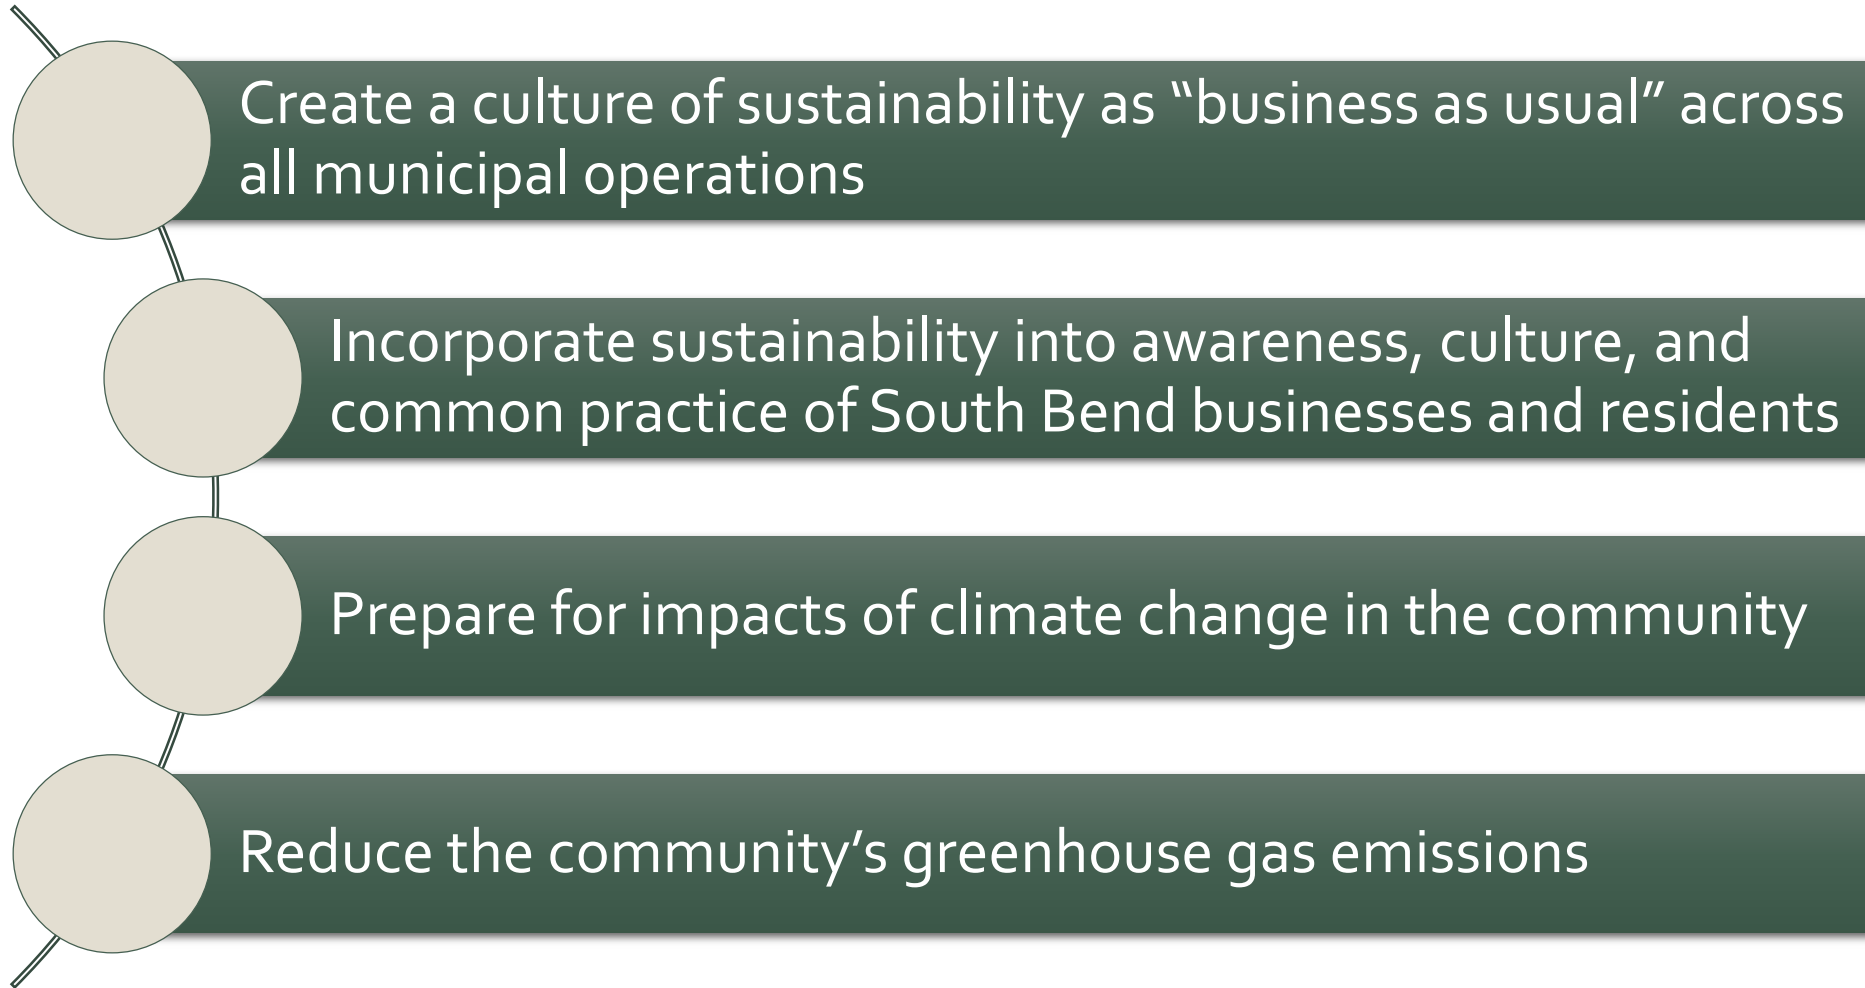 Create a culture of sustainability as “business as usual” across
all municipal operations
Incorporate sustainability into awareness, culture, and
common practice of South Bend businesses and residents
Prepare for impacts of climate change in the community
Reduce the community’s greenhouse gas emissions